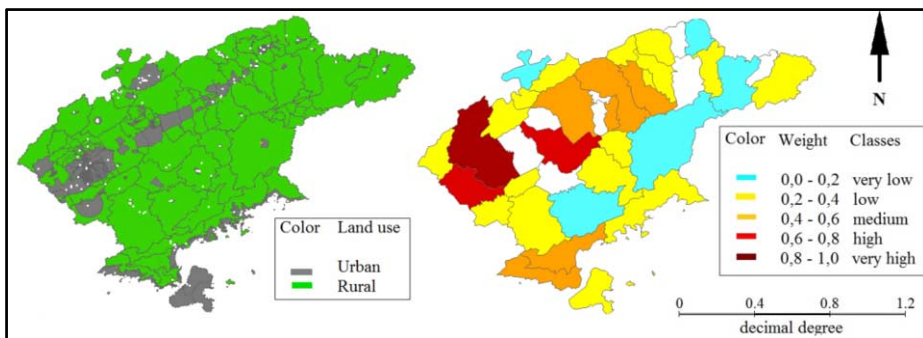 Color Land use
Urban
Rural
N
Color Weight Classes
0,0 - 0,2 very low
0,2 - 0,4 low
0,4 - 0,6 medium
0,6 - 0,8 high
0,8 - 1,0 very high
0 0.4 0.8 1.2
decimal degree